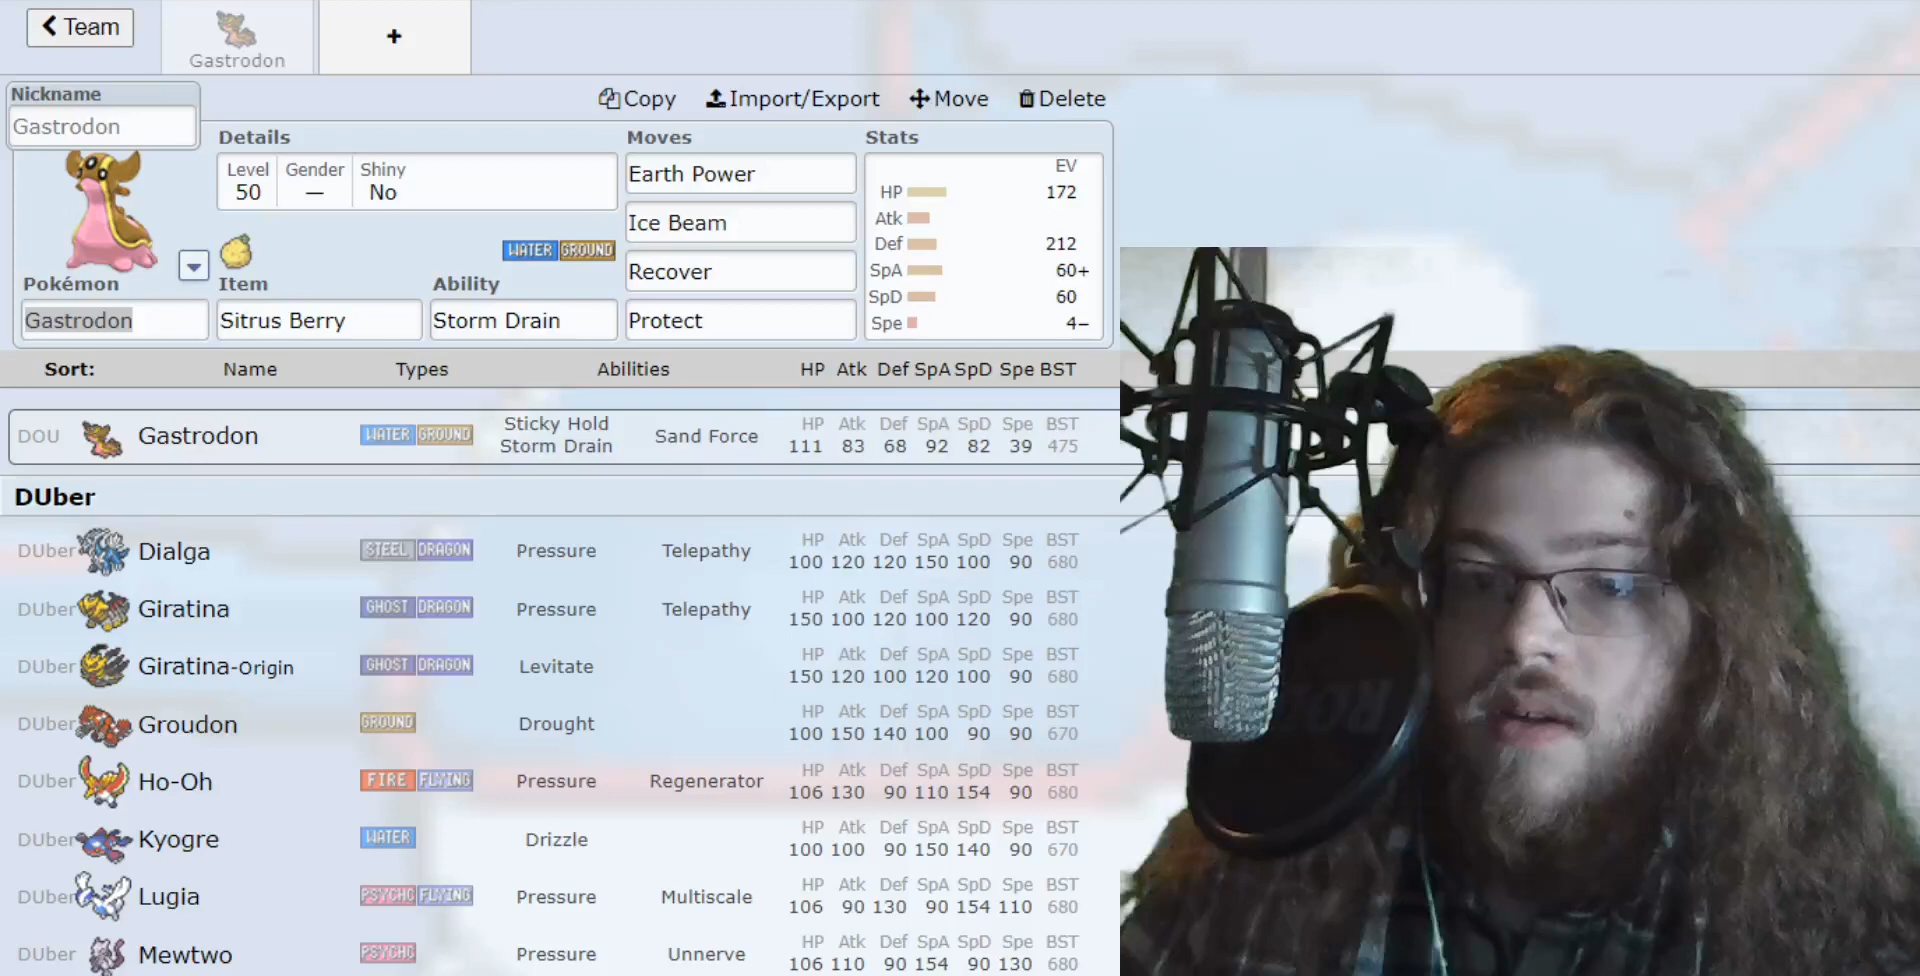 Team
Gastrodon
+
Nickname
Gastrodon
Copy Import/Export Move Delete
Details
Level Gender Shiny
50 — No
WATER GROUND
Pokémon Item Ability
Gastrodon Sitrus Berry Storm Drain
Moves
Earth Power
Ice Beam
Recover
Protect
Stats
EV
HP 172
Atk
Def 212
SpA 60+
SpD 60
Spe 4−
Sort: Name Types Abilities HP Atk Def SpA SpD Spe BST
DOU Gastrodon WATER GROUND Sticky Hold Storm Drain Sand Force HP Atk Def SpA SpD Spe BST
111 83 68 92 82 39 475
DUber
DUber Dialga STEEL DRAGON Pressure Telepathy HP Atk Def SpA SpD Spe BST
100 120 120 150 100 90 680
DUber Giratina GHOST DRAGON Pressure Telepathy HP Atk Def SpA SpD Spe BST
150 100 120 100 120 90 680
DUber Giratina-Origin GHOST DRAGON Levitate HP Atk Def SpA SpD Spe BST
150 120 100 120 100 90 680
DUber Groudon GROUND Drought HP Atk Def SpA SpD Spe BST
100 150 140 100 90 90 670
DUber Ho-Oh FIRE FLYING Pressure Regenerator HP Atk Def SpA SpD Spe BST
106 130 90 110 154 90 680
DUber Kyogre WATER Drizzle HP Atk Def SpA SpD Spe BST
100 100 90 150 140 90 670
DUber Lugia PSYCHC FLYING Pressure Multiscale HP Atk Def SpA SpD Spe BST
106 90 130 90 154 110 680
DUber Mewtwo PSYCHC Pressure Unnerve HP Atk Def SpA SpD Spe BST
106 110 90 154 90 130 680